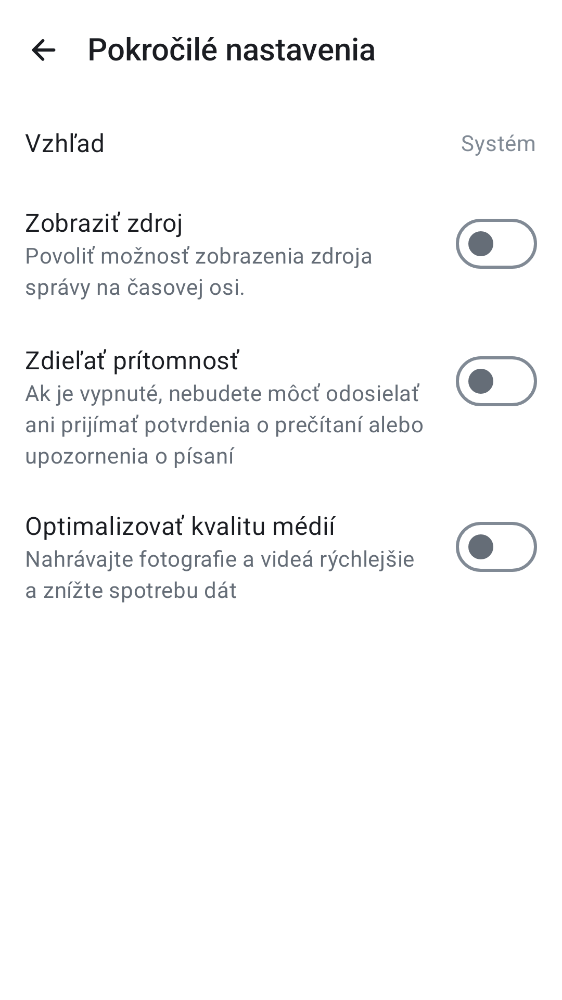 Pokročilé nastavenia
Vzhľad
Systém
Zobraziť zdroj
Povoliť možnosť zobrazenia zdroja
správy na časovej osi.
Zdieľať prítomnosť
Ak je vypnuté, nebudete môcť odosielať
ani prijímať potvrdenia o prečítaní alebo
upozornenia o písaní
Optimalizovať kvalitu médií
Nahrávajte fotografie a videá rýchlejšie
a znížte spotrebu dát